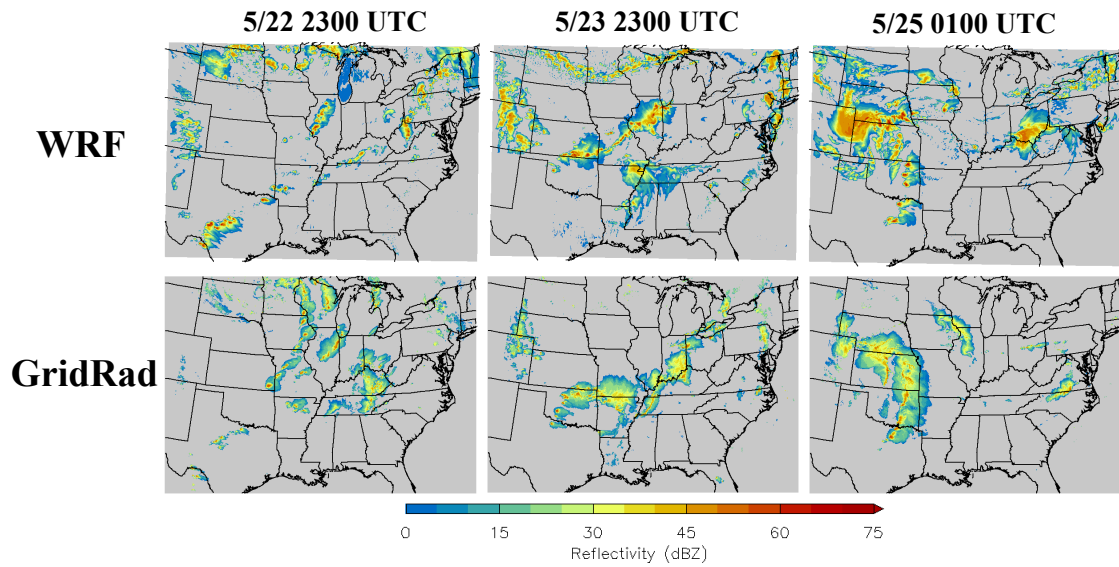 5/22 2300 UTC 5/23 2300 UTC 5/25 0100 UTC
WRF
GridRad
0 15 30 45 60 75
Reflectivity (dBZ)